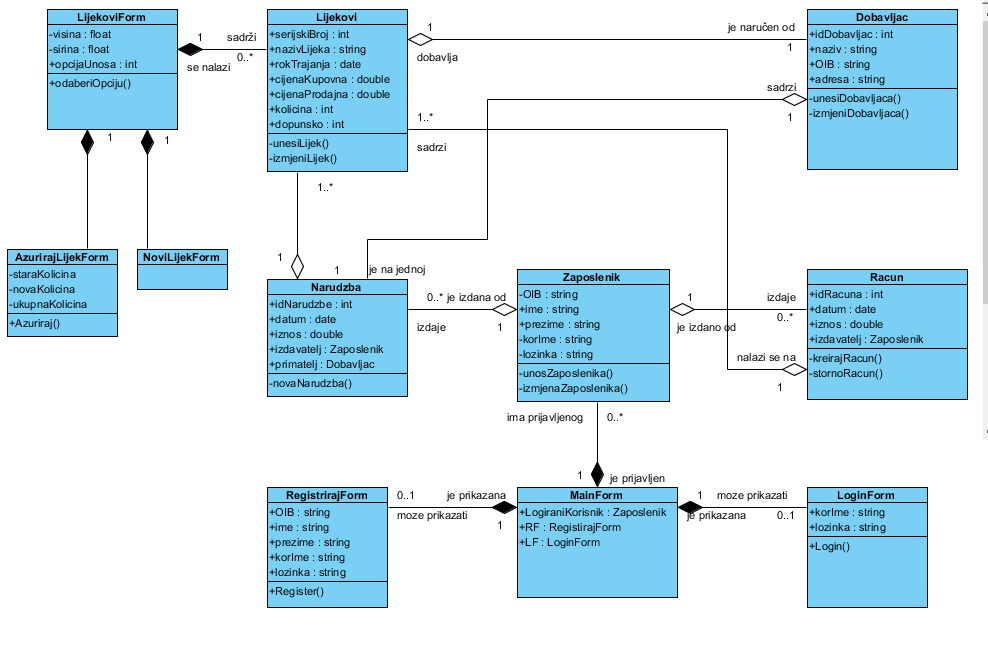 LijekoviForm
-visina : float
-sirina : float
+opcijaUnosa : int
+odaberiOpciju()
1
sadrži
0..*
se nalazi
Lijekovi
+serijskiBroj : int
+nazivLijeka : string
+rokTrajanja : date
+cijenaKupovna : double
+cijenaProdajna : double
+kolicina : int
+dopunsko : int
-unesiLijek()
-izmjeniLijek()
1
dobavlja
je naručen od
1
Dobavljac
+idDobavljac : int
+naziv : string
+OIB : string
+adresa : string
-unesiDobavljaca()
-izmjeniDobavljaca()
sadrzi
1
1..*
sadrzi
1
1
1..*
1
1
je na jednoj
AzurirajLijekForm
-staraKolicina
-novaKolicina
-ukupnaKolicina
+Azuriraj()
NoviLijekForm
Narudzba
+idNarudzbe : int
+datum : date
+iznos : double
+izdavatelj : Zaposlenik
+primatelj : Dobavljac
-novaNarudzba()
0..* je izdana od
izdaje
1
Zaposlenik
-OIB : string
+ime : string
+prezime : string
-korIme : string
-lozinka : string
-unosZaposlenika()
-izmjenaZaposlenika()
1
je izdano od
izdaje
0..*
nalazi se na
1
Racun
+idRacuna : int
+datum : date
+iznos : double
+izdavatelj : Zaposlenik
-kreirajRacun()
-stornoRacun()
ima prijavljenog
0..*
1
je prijavljen
RegistrirajForm
+OIB : string
+ime : string
+prezime : string
+korIme : string
+lozinka : string
+Register()
0..1
je prikazana
moze prikazati
1
MainForm
+LogiraniKorisnik : Zaposlenik
+RF : RegistirajForm
+LF : LoginForm
1
moze prikazati
je prikazana
0..1
LoginForm
+korIme : string
+lozinka : string
+Login()